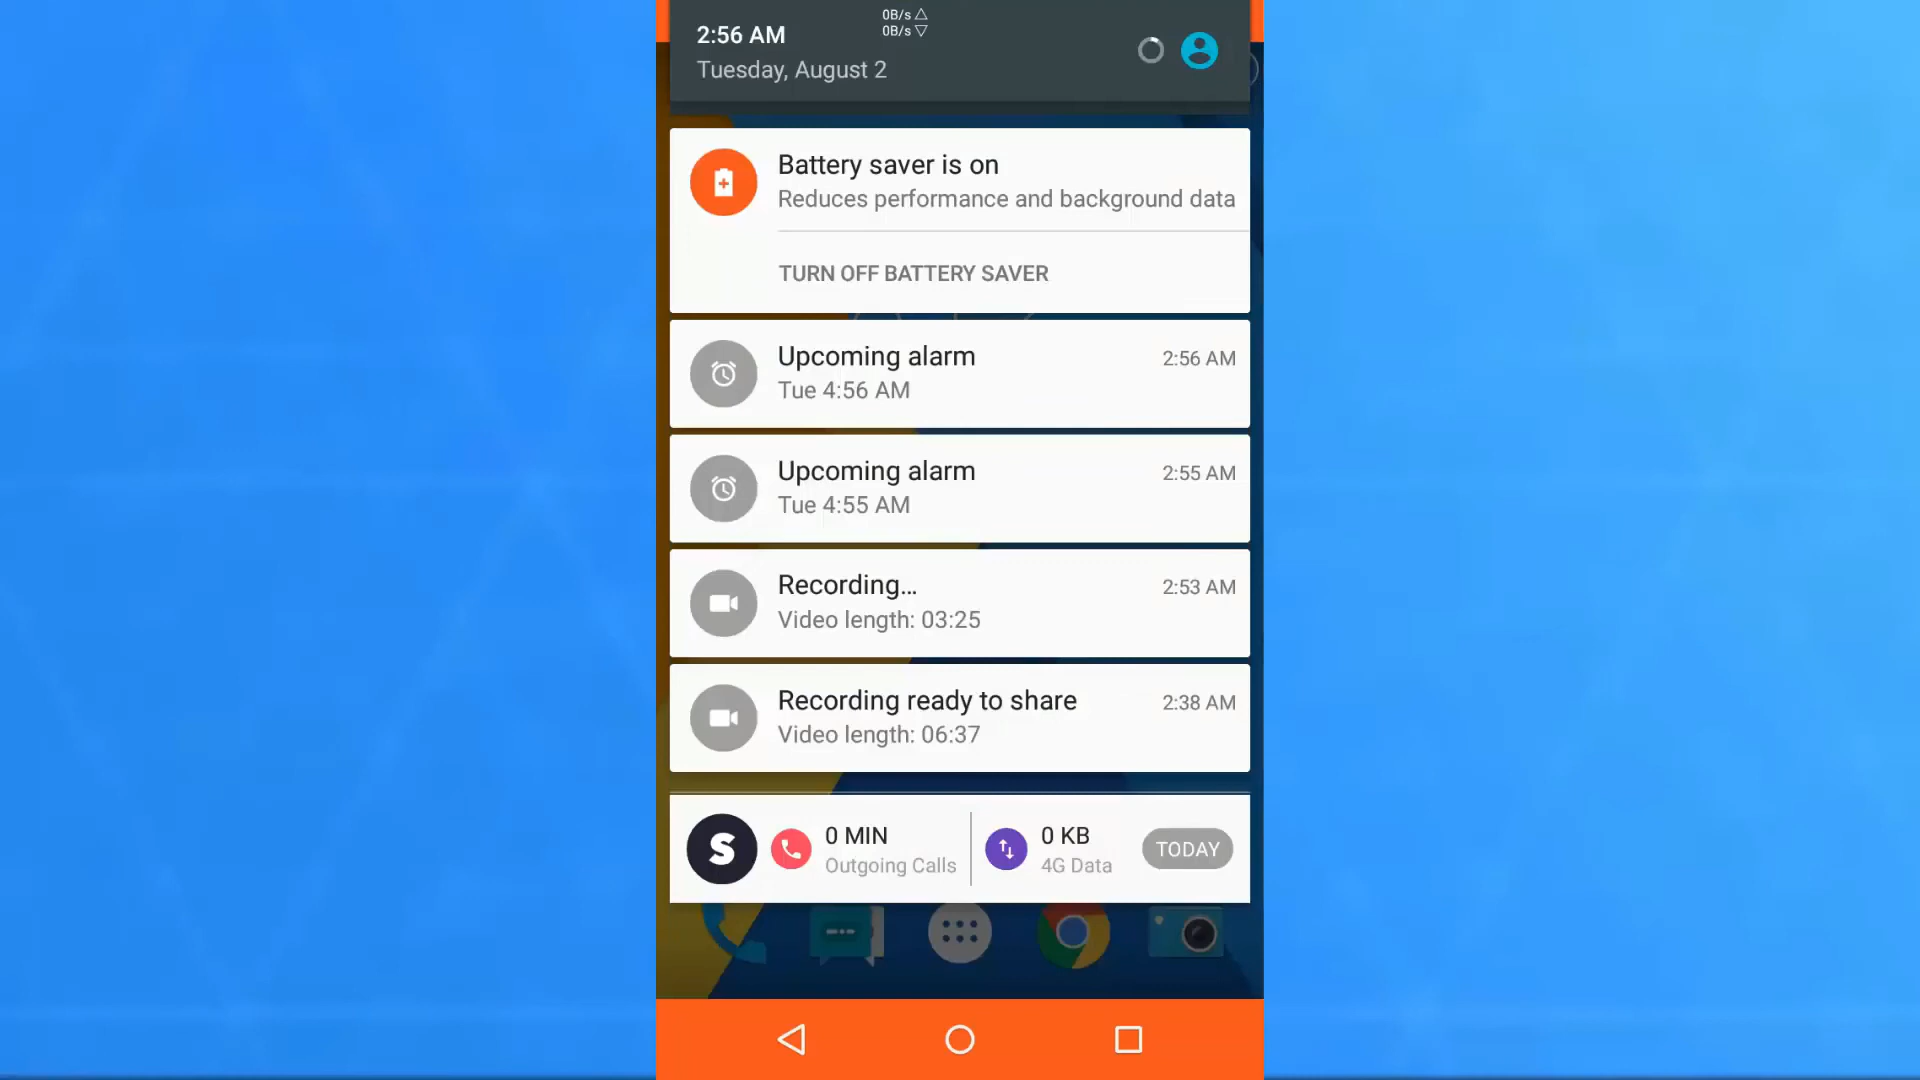 0B/s △
2:56 AM
0B/s ▽
Tuesday, August 2
Battery saver is on
Reduces performance and background data
TURN OFF BATTERY SAVER
Upcoming alarm
2:56 AM
Tue 4:56 AM
Upcoming alarm
2:55 AM
Tue 4:55 AM
Recording...
2:53 AM
Video length: 03:25
Recording ready to share
2:38 AM
Video length: 06:37
S
0 MIN
Outgoing Calls
0 KB
4G Data
TODAY